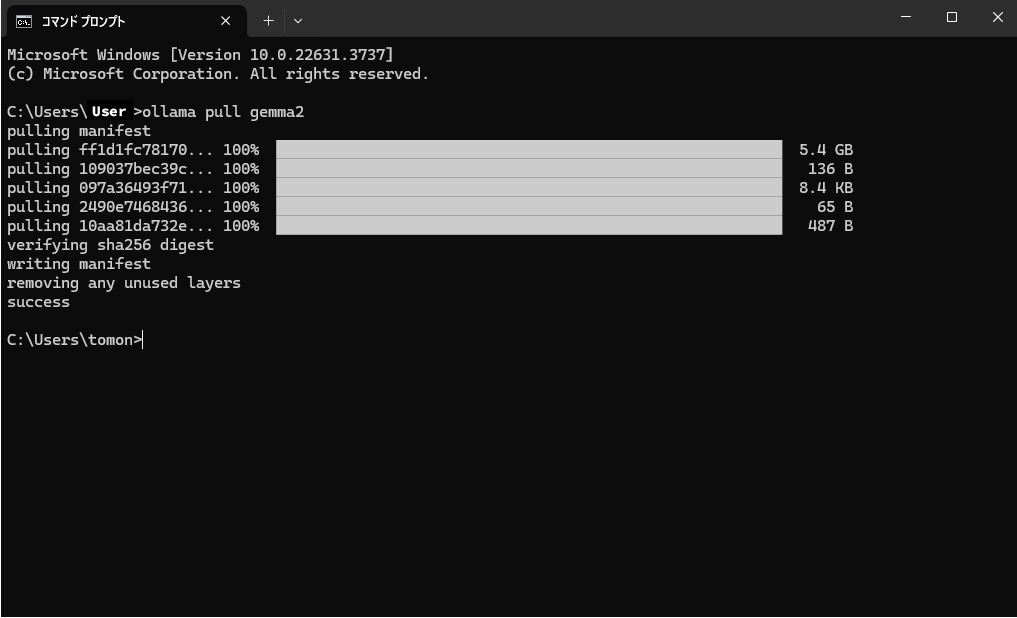 コマンド プロンプト
Microsoft Windows [Version 10.0.22631.3737]
(c) Microsoft Corporation. All rights reserved.
C:\Users\User>ollama pull gemma2
pulling manifest
pulling ff1d1fc78170... 100% 5.4 GB
pulling 109037bec39c... 100% 136 B
pulling 097a36493f71... 100% 8.4 KB
pulling 2490e7468436... 100% 65 B
pulling 10aa81da732e... 100% 487 B
verifying sha256 digest
writing manifest
removing any unused layers
success
C:\Users\tomon>